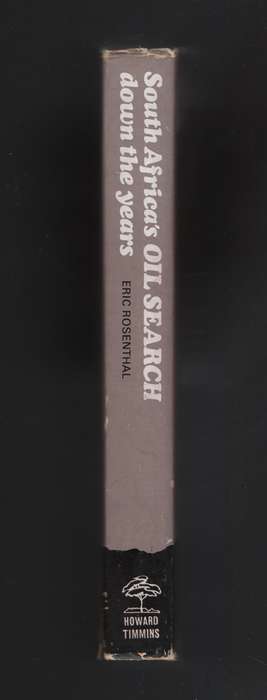 South Africa's OIL SEARCH
down the years
ERIC ROSENTHAL
HOWARD
TIMMINS